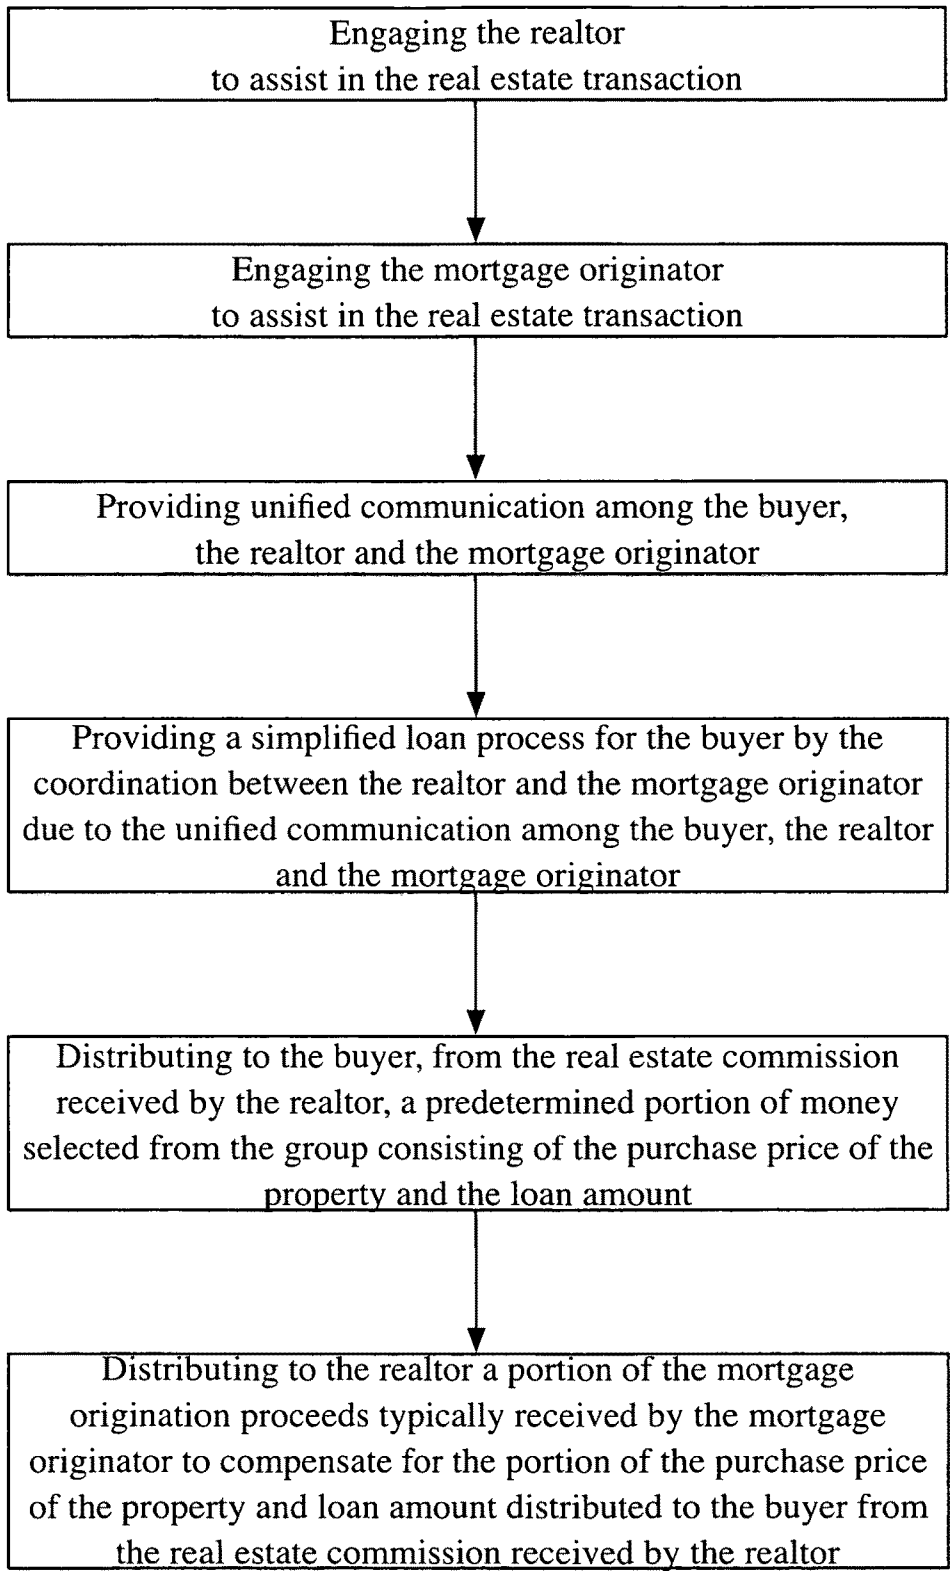 Engaging the realtor
to assist in the real estate transaction
Engaging the mortgage originator
to assist in the real estate transaction
Providing unified communication among the buyer,
the realtor and the mortgage originator
Providing a simplified loan process for the buyer by the
coordination between the realtor and the mortgage originator
due to the unified communication among the buyer, the realtor
and the mortgage originator
Distributing to the buyer, from the real estate commission
received by the realtor, a predetermined portion of money
selected from the group consisting of the purchase price of the
property and the loan amount
Distributing to the realtor a portion of the mortgage
origination proceeds typically received by the mortgage
originator to compensate for the portion of the purchase price
of the property and loan amount distributed to the buyer from
the real estate commission received by the realtor